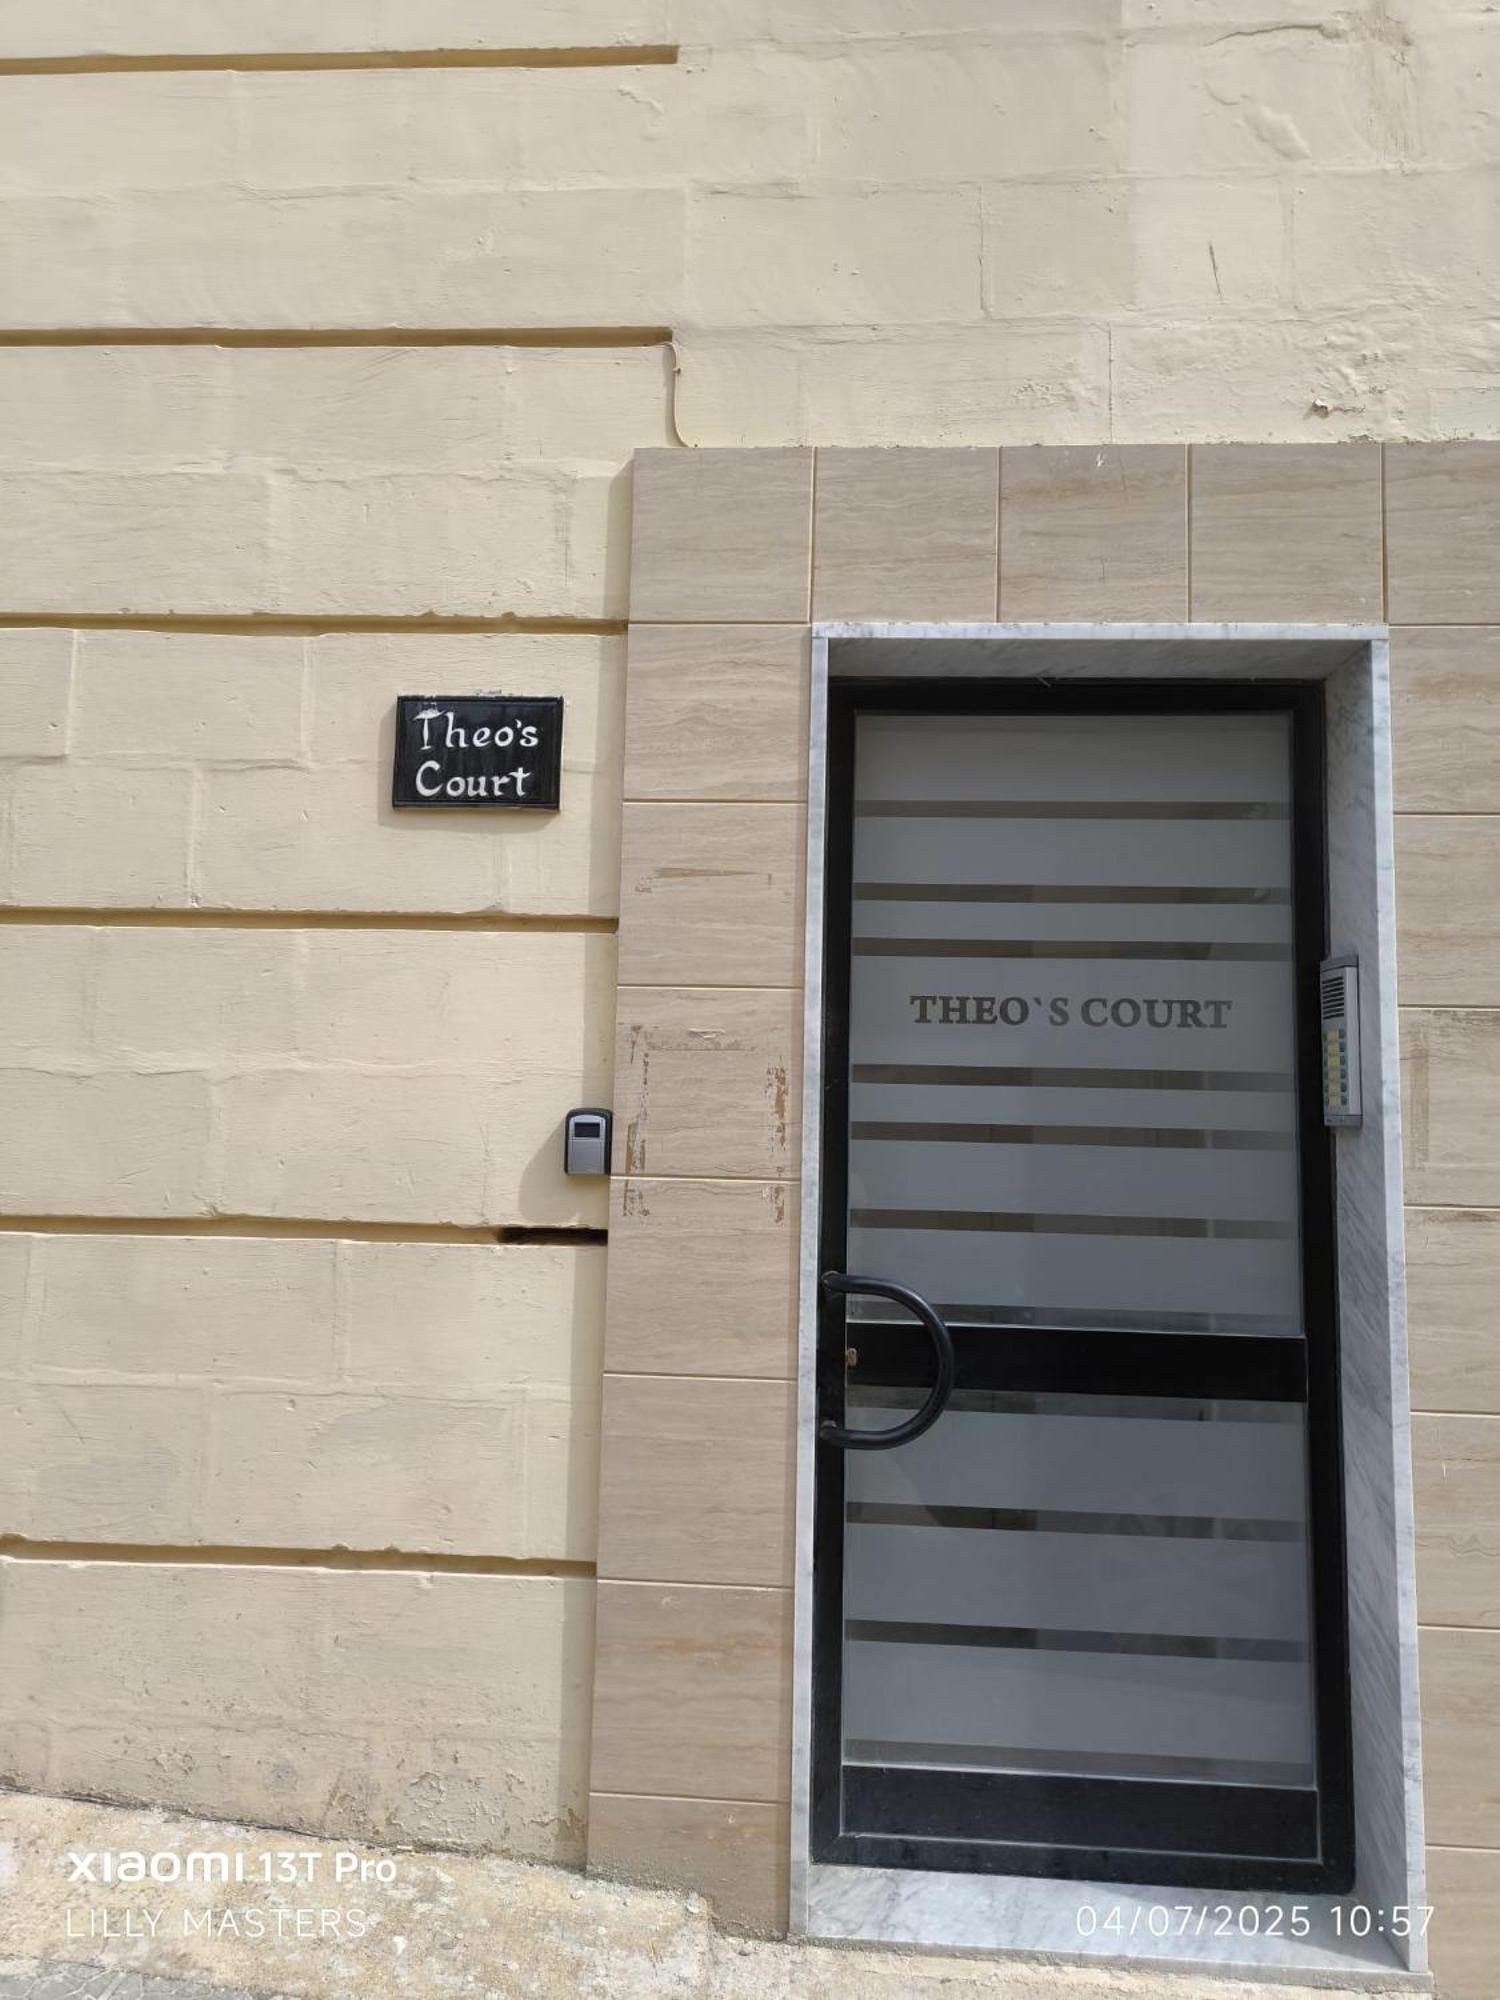 Theo's
Court
THEO`S COURT
xiaomi 13T Pro
LILLY MASTERS
04/07/2025 10:57